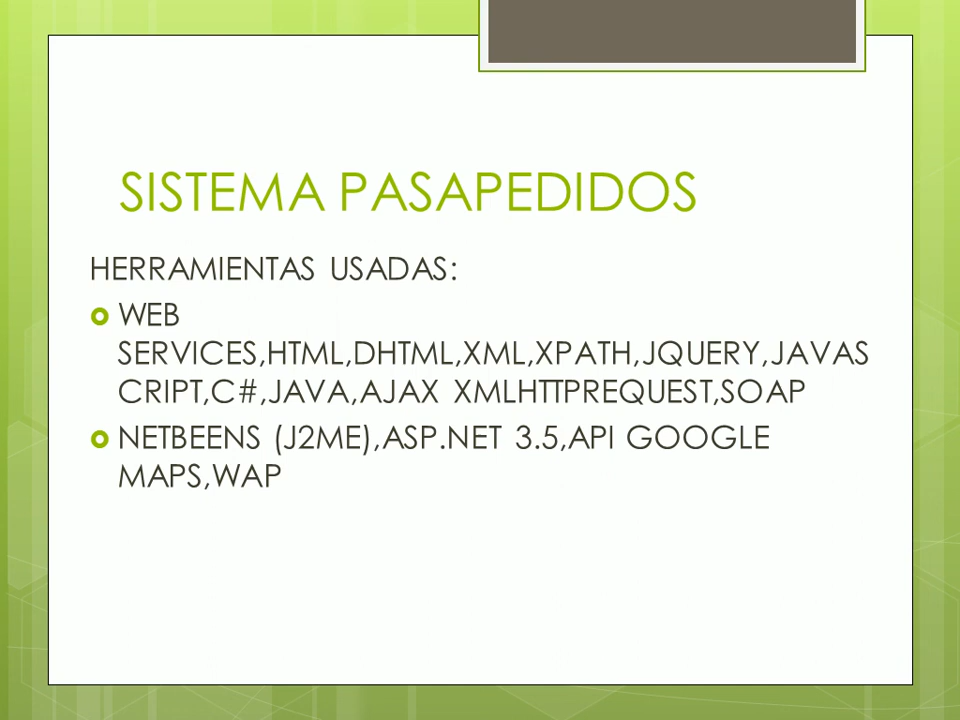 SISTEMA PASAPEDIDOS
HERRAMIENTAS USADAS:
WEB
SERVICES,HTML,DHTML,XML,XPATH,JQUERY,JAVAS
CRIPT,C#,JAVA,AJAX XMLHTTPREQUEST,SOAP
NETBEENS (J2ME),ASP.NET 3.5,API GOOGLE
MAPS,WAP